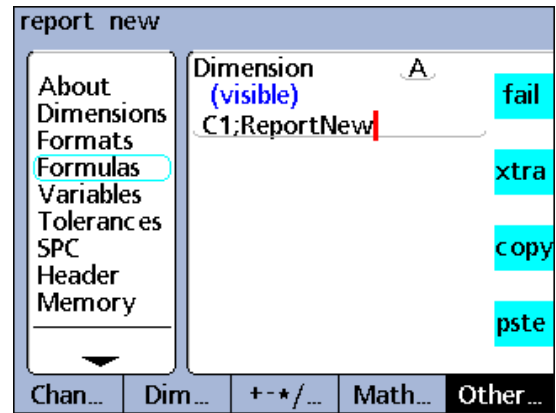 report new
About
Dimensions
Formats
Formulas
Variables
Tolerances
SPC
Header
Memory
Dimension A
(visible)
C1;ReportNew
fail
xtra
copy
pste
Chan... Dim... +-*/... Math... Other...